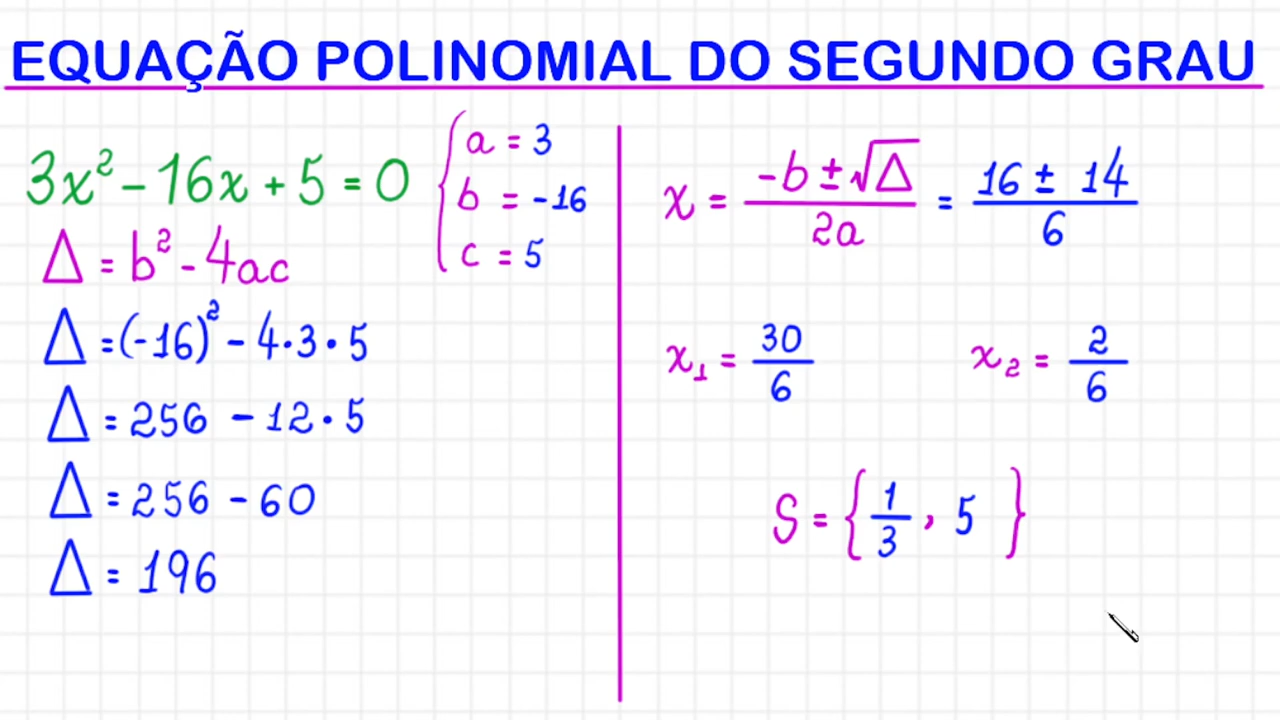 EQUAÇÃO POLINOMIAL DO SEGUNDO GRAU
3x² - 16x + 5 = 0
a = 3
b = -16
c = 5
Δ = b² - 4ac
Δ = (-16)² - 4·3·5
Δ = 256 - 12·5
Δ = 256 - 60
Δ = 196
x = (-b ± √Δ)/2a = (16 ± 14)/6
x₁ = 30/6
x₂ = 2/6
S = {1/3, 5}